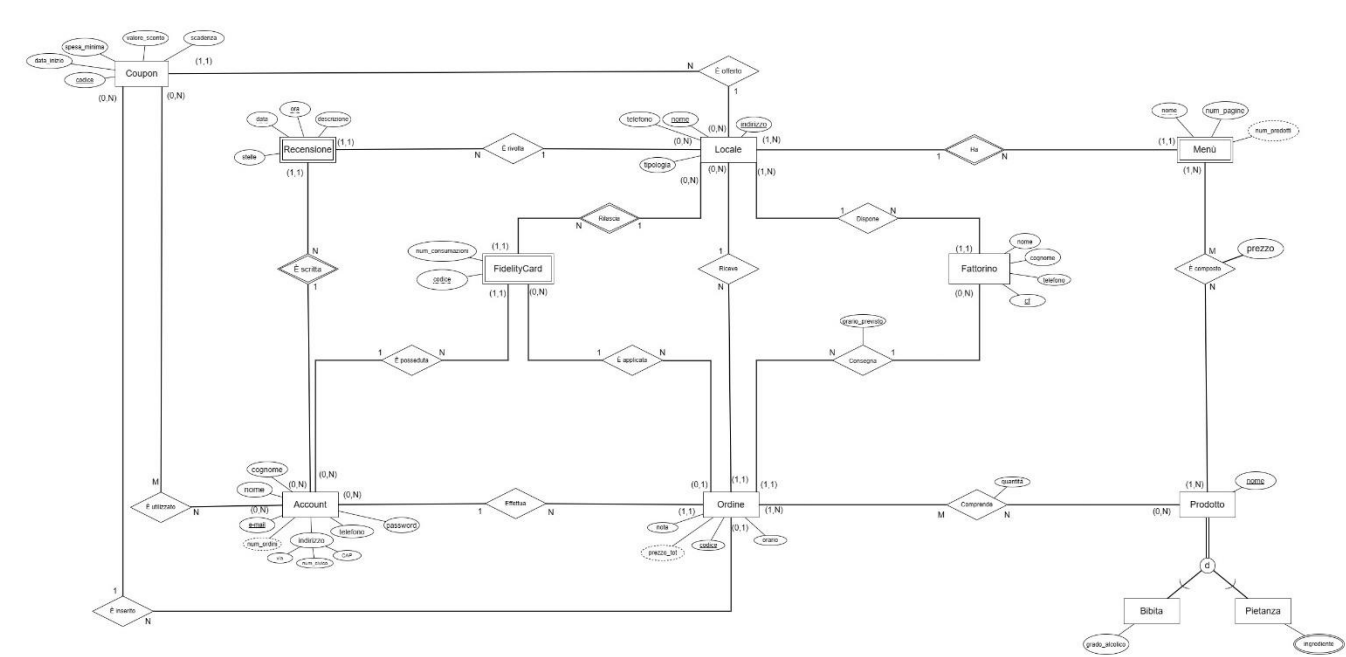 valore_sconto
spesa_minima
scadenza
data_inizio
(1,1)
N
È offerto
Coupon
codice
1
(0,N)
(0,N)
ora
data
descrizione
nome
telefono
(0,N)
indirizzo
nome
num_pagine
num_prodotti
Recensione
(1,1)
N
È rivolta
1
(0,N)
Locale
(1,N)
1
Ha
N
(1,1)
Menù
stelle
tipologia
(1,1)
(0,N)
(0,N)
(1,N)
(1,N)
N
Rilascia
1
1
Dispone
N
1
num_consumazioni
(1,1)
(1,1)
nome
M
prezzo
N
È scritta
1
FidelityCard
codice
Riceve
N
Fattorino
cognome
telefono
cf
È composto
N
(1,1)
(0,N)
(0,N)
orario_previsto
1
È posseduta
N
1
È applicata
N
N
Consegna
1
cognome
(0,N)
(0,N)
M
nome
(0,N)
(0,1)
(1,1)
(1,1)
quantità
(1,N)
nome
È utilizzato
N
Account
1
Effettua
N
Ordine
(1,N)
M
Comprende
N
(0,N)
Prodotto
(0,N)
e-mail
telefono
password
(1,1)
note
(0,1)
num_ordini
indirizzo
prezzo_tot
codice
orario
via
num_civico
CAP
d
1
È inserito
N
Bibita
Pietanza
grado_alcolico
ingrediente